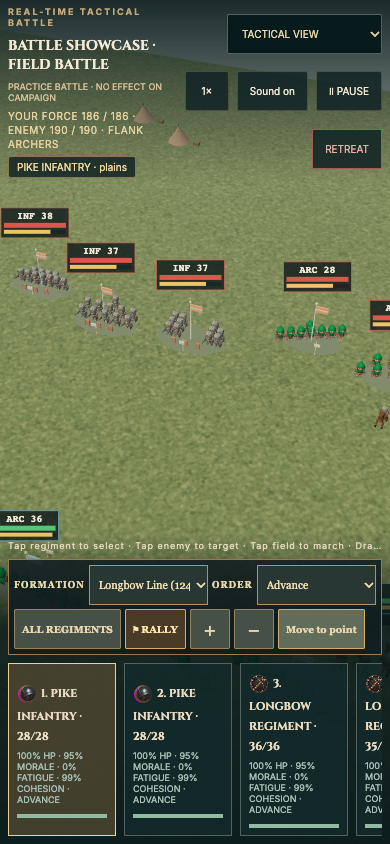 REAL-TIME TACTICAL
BATTLE
BATTLE SHOWCASE ·
FIELD BATTLE
PRACTICE BATTLE · NO EFFECT ON
CAMPAIGN
YOUR FORCE 186 / 186 ·
ENEMY 190 / 190 · FLANK
ARCHERS
PIKE INFANTRY · plains
TACTICAL VIEW
1×
Sound on
PAUSE
RETREAT
INF 38
INF 37
INF 37
ARC 28
ARC 36
Tap regiment to select · Tap enemy to target · Tap field to march · Dra…
FORMATION
Longbow Line (124
ORDER
Advance
ALL REGIMENTS
RALLY
+
−
Move to point
1. PIKE
INFANTRY ·
28/28
100% HP · 95%
MORALE · 0%
FATIGUE · 99%
COHESION ·
ADVANCE
2. PIKE
INFANTRY ·
28/28
100% HP · 95%
MORALE · 0%
FATIGUE · 99%
COHESION ·
ADVANCE
3.
LONGBOW
REGIMENT ·
36/36
100% HP · 95%
MORALE · 0%
FATIGUE · 99%
COHESION ·
ADVANCE